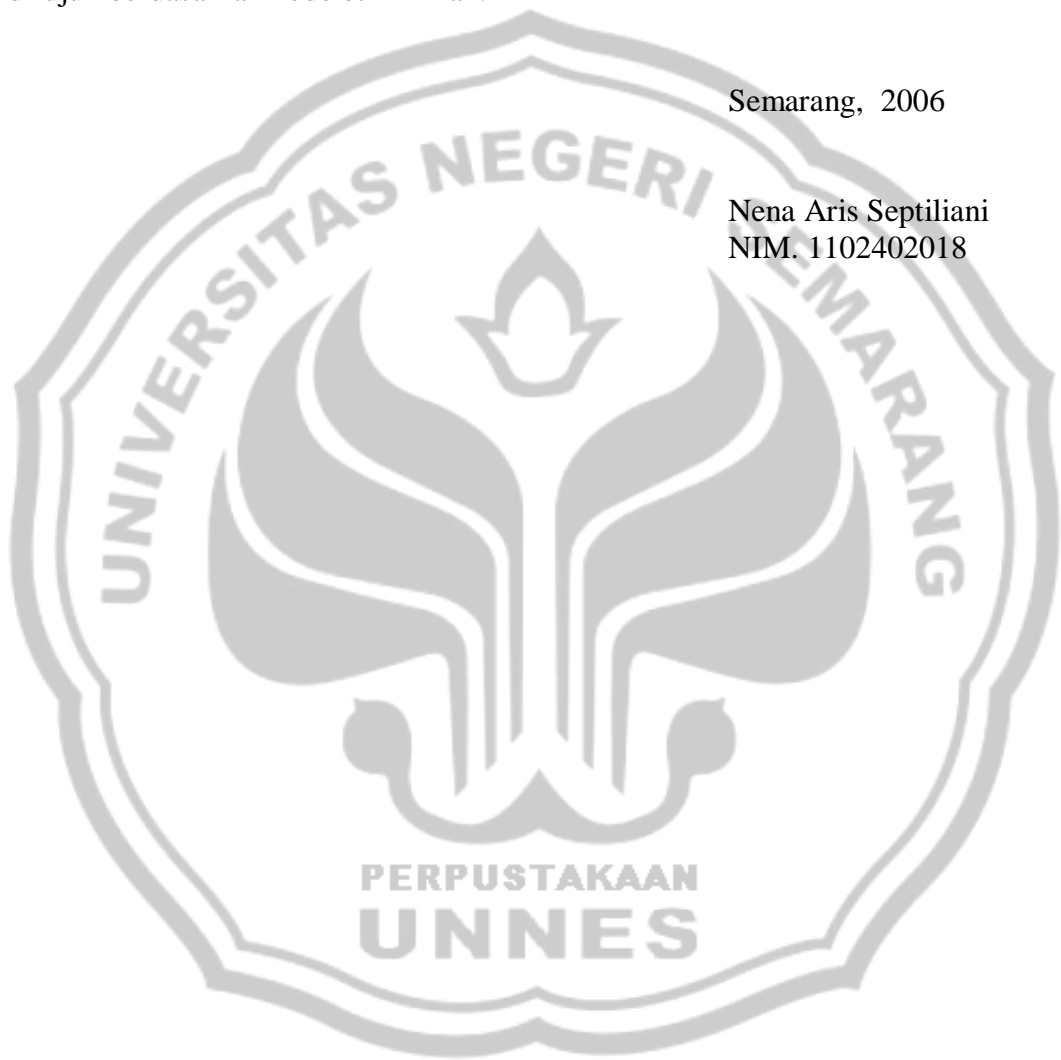 Semarang, 2006
Nena Aris Septiliani
NIM. 1102402018
UNIVERSITAS NEGERI SEMARANG
PERPUSTAKAAN
UNNES